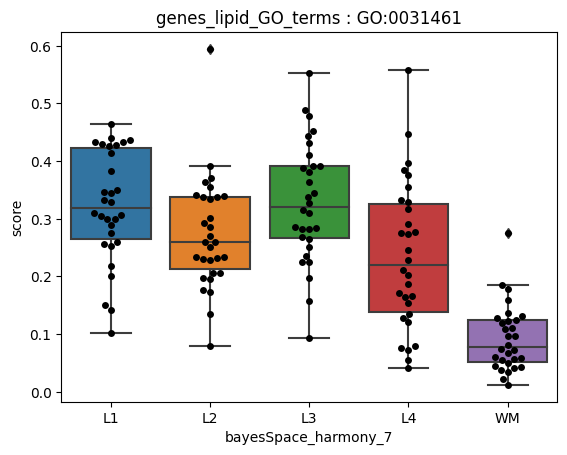 genes_lipid_GO_terms : GO:0031461
0.6
0.5
0.4
0.3
0.2
0.1
0.0
score
L1 L2 L3 L4 WM
bayesSpace_harmony_7